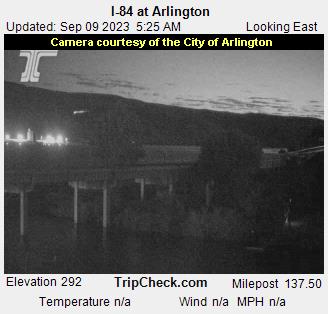 I-84 at Arlington
Updated: Sep 09 2023 5:25 AM Looking East
Camera courtesy of the City of Arlington
Elevation 292 TripCheck.com Milepost 137.50
Temperature n/a Wind n/a MPH n/a